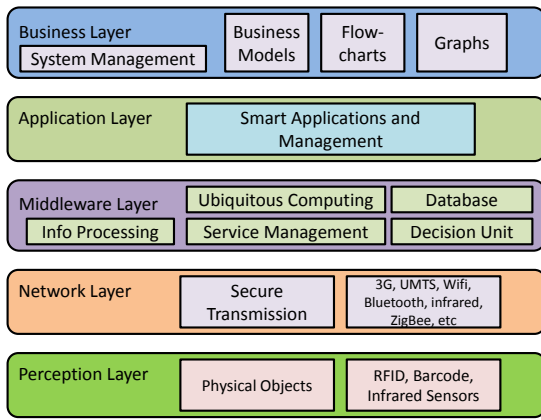 Business Layer
System Management
Business
Models
Flow-
charts
Graphs
Application Layer
Smart Applications and
Management
Middleware Layer
Ubiquitous Computing
Database
Info Processing
Service Management
Decision Unit
Network Layer
Secure
Transmission
3G, UMTS, Wifi,
Bluetooth, infrared,
ZigBee, etc
Perception Layer
Physical Objects
RFID, Barcode,
Infrared Sensors